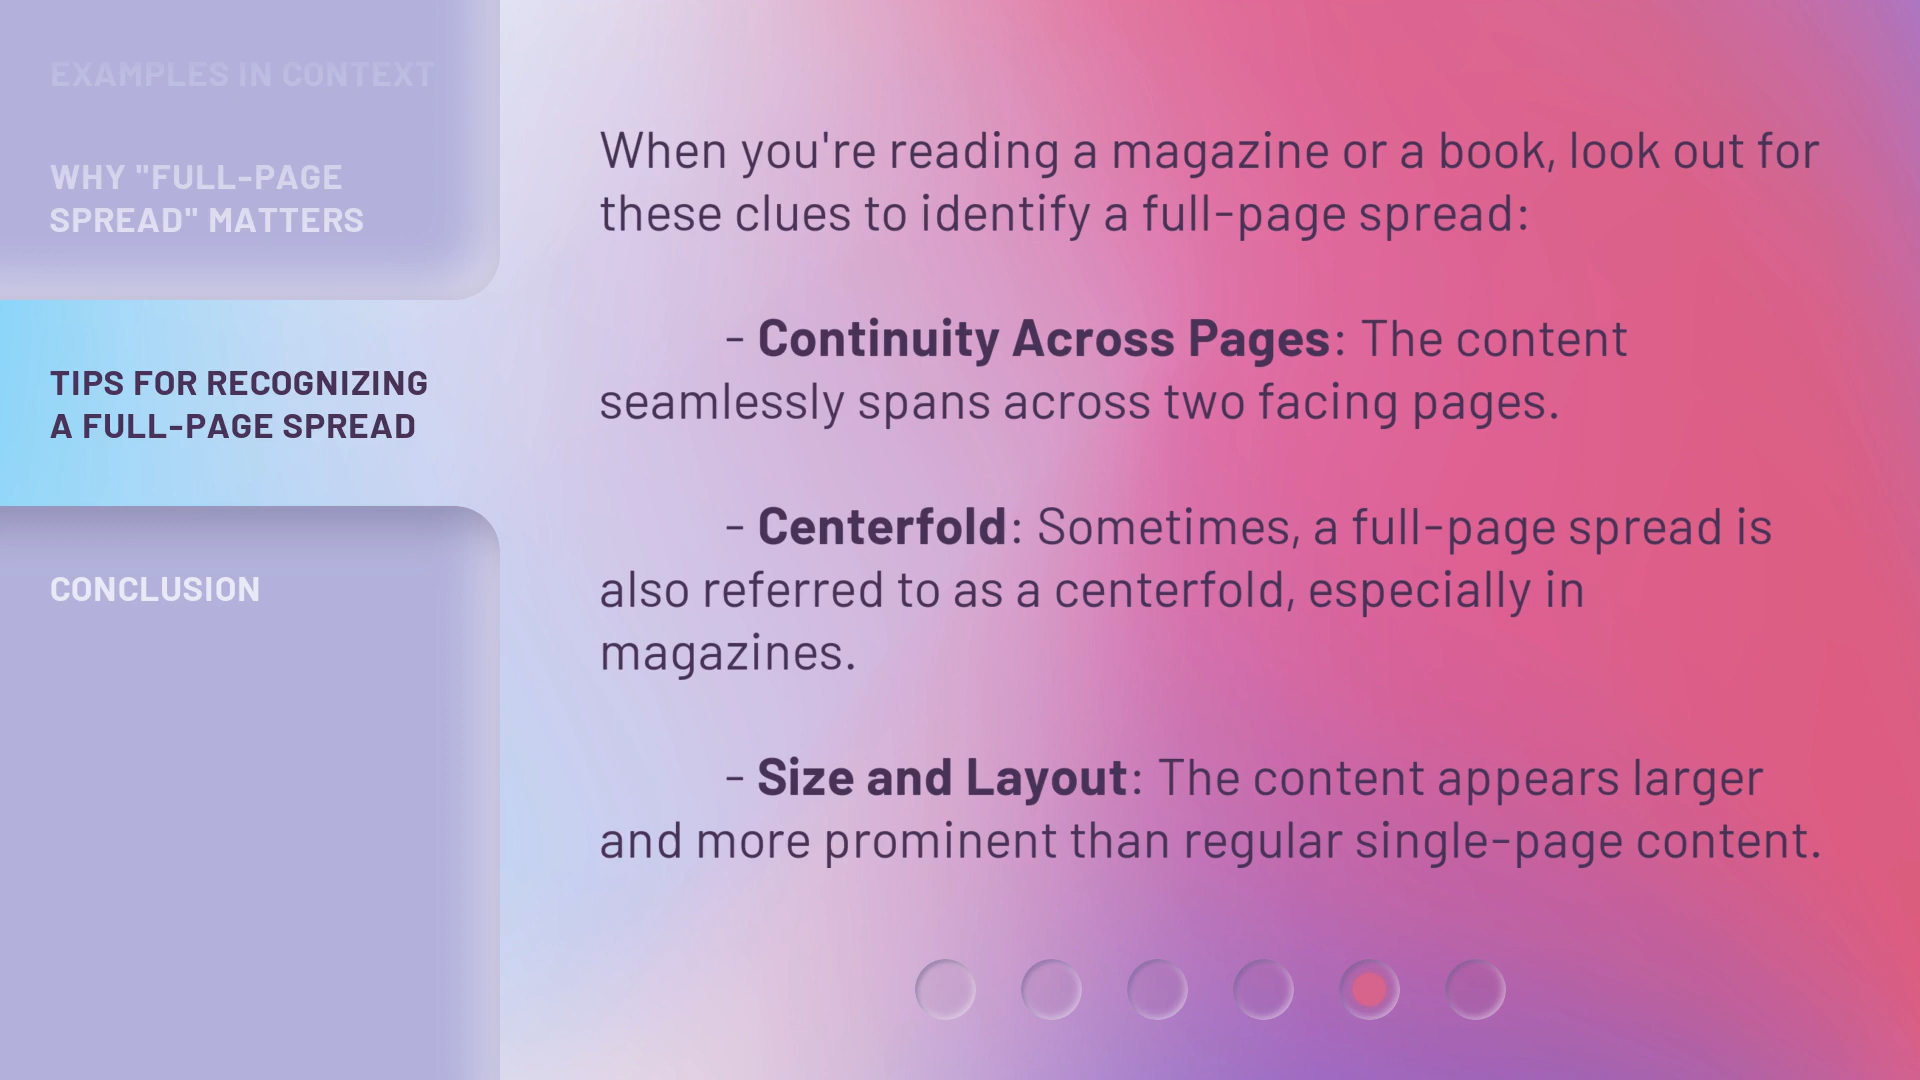 EXAMPLES IN CONTEXT
WHY "FULL-PAGE
SPREAD" MATTERS
TIPS FOR RECOGNIZING
A FULL-PAGE SPREAD
CONCLUSION
When you're reading a magazine or a book, look out for
these clues to identify a full-page spread:
- Continuity Across Pages: The content
seamlessly spans across two facing pages.
- Centerfold: Sometimes, a full-page spread is
also referred to as a centerfold, especially in
magazines.
- Size and Layout: The content appears larger
and more prominent than regular single-page content.